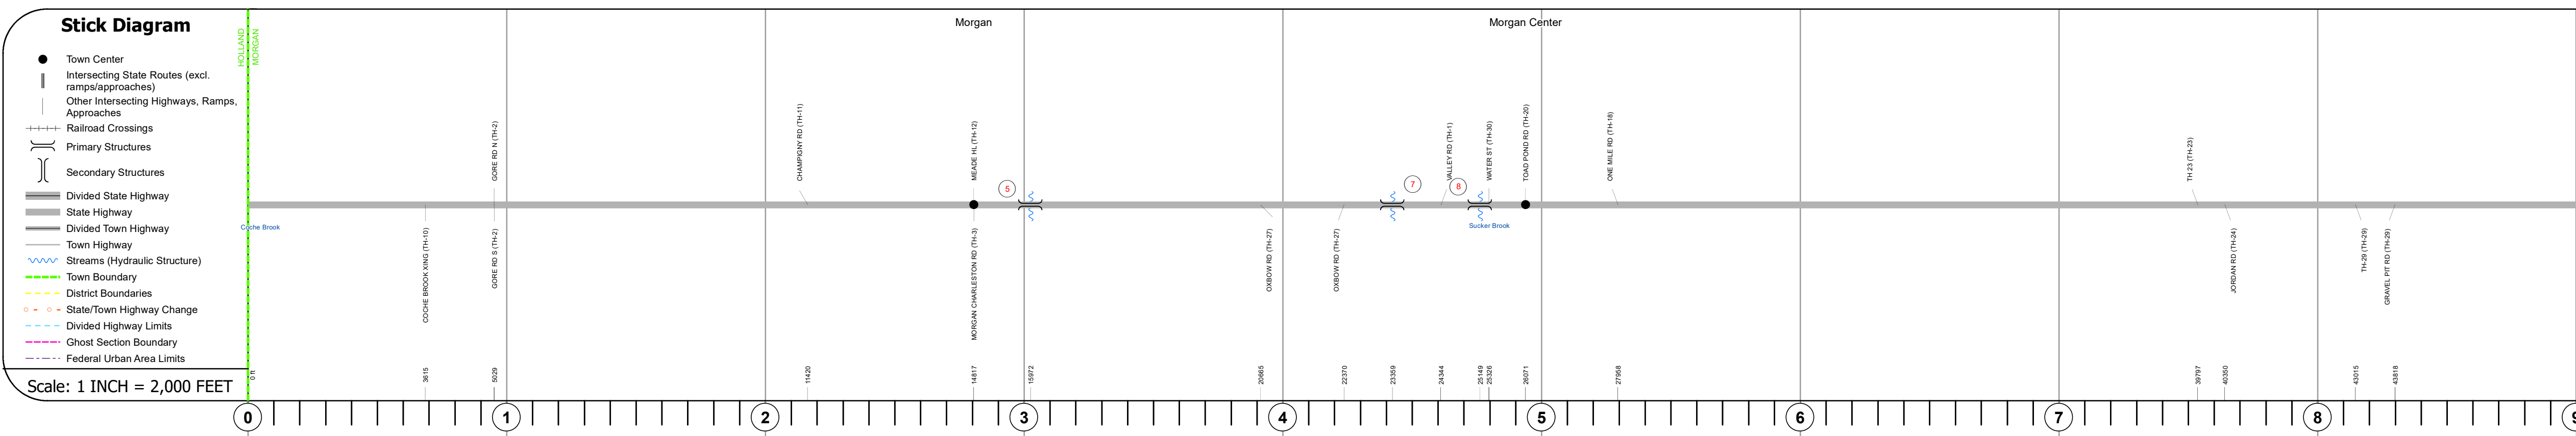 Stick Diagram
Town Center
Intersecting State Routes (excl.
ramps/approaches)
Other Intersecting Highways, Ramps,
Approaches
Railroad Crossings
Primary Structures
Secondary Structures
Divided State Highway
State Highway
Divided Town Highway
Town Highway
Streams (Hydraulic Structure)
Town Boundary
District Boundaries
State/Town Highway Change
Divided Highway Limits
Ghost Section Boundary
Federal Urban Area Limits
Scale: 1 INCH = 2,000 FEET
HOLLAND
MORGAN
Morgan
Morgan Center
GORE RD N (TH-2)
CHAMPIGNY RD (TH-11)
MEADE HL (TH-12)
VALLEY RD (TH-1)
WATER ST (TH-30)
TOAD POND RD (TH-20)
ONE MILE RD (TH-18)
TH 23 (TH-23)
5
7
8
Coche Brook
Sucker Brook
COCHE BROOK XING (TH-10)
GORE RD S (TH-2)
MORGAN CHARLESTON RD (TH-3)
OXBOW RD (TH-27)
OXBOW RD (TH-27)
JORDAN RD (TH-24)
TH-29 (TH-29)
GRAVEL PIT RD (TH-29)
0 ft
3615
5029
11420
14817
15972
20665
22370
23359
24344
25149
25326
26071
27958
39797
40350
43015
43818
0
1
2
3
4
5
6
7
8
9